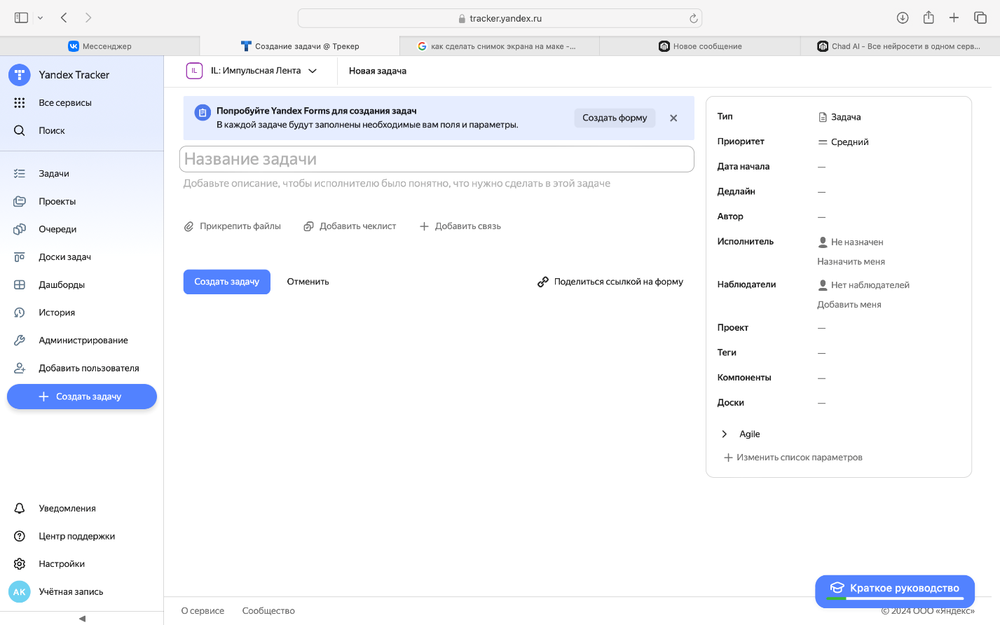 tracker.yandex.ru
Мессенджер
Создание задачи @ Трекер
как сделать снимок экрана на маке -...
Новое сообщение
Chad AI - Все нейросети в одном серв...
Yandex Tracker
Все сервисы
Поиск
Задачи
Проекты
Очереди
Доски задач
Дашборды
История
Администрирование
Добавить пользователя
Создать задачу
Уведомления
Центр поддержки
Настройки
AK Учётная запись
IL IL: Импульсная Лента
Новая задача
Попробуйте Yandex Forms для создания задач
В каждой задаче будут заполнены необходимые вам поля и параметры.
Создать форму
Название задачи
Добавьте описание, чтобы исполнителю было понятно, что нужно сделать в этой задаче
Прикрепить файлы Добавить чеклист Добавить связь
Создать задачу Отменить Поделиться ссылкой на форму
Тип Задача
Приоритет Средний
Дата начала —
Дедлайн —
Автор —
Исполнитель Не назначен
Назначить меня
Наблюдатели Нет наблюдателей
Добавить меня
Проект —
Теги —
Компоненты —
Доски —
Agile
Изменить список параметров
Краткое руководство
О сервисе Сообщество
© 2024 ООО «Яндекс»